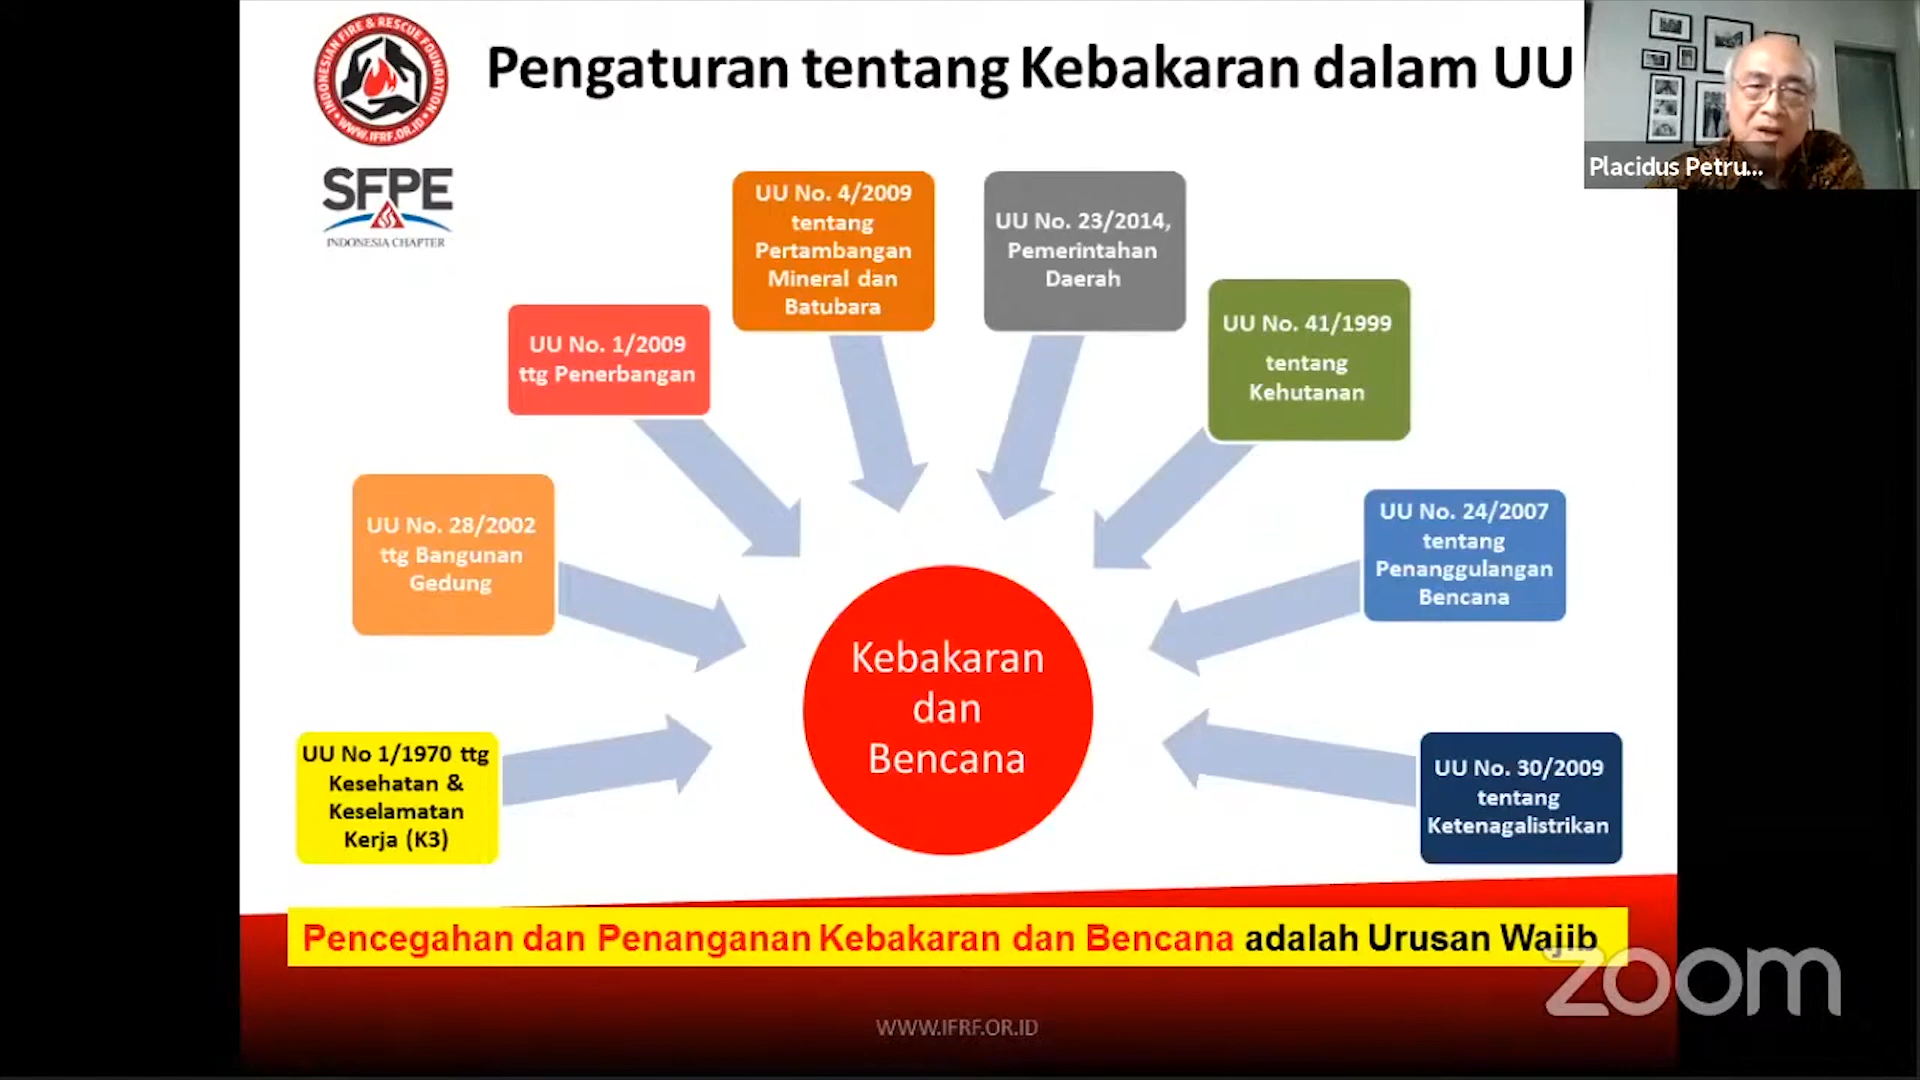 INDONESIAN FIRE & RESCUE FOUNDATION
WWW.IFRF.OR.ID
SFPE
INDONESIA CHAPTER
Pengaturan tentang Kebakaran dalam UU
Placidus Petru...
UU No. 4/2009
tentang
Pertambangan
Mineral dan
Batubara
UU No. 23/2014,
Pemerintahan
Daerah
UU No. 1/2009
ttg Penerbangan
UU No. 41/1999
tentang
Kehutanan
UU No. 28/2002
ttg Bangunan
Gedung
UU No. 24/2007
tentang
Penanggulangan
Bencana
Kebakaran
dan
Bencana
UU No 1/1970 ttg
Kesehatan &
Keselamatan
Kerja (K3)
UU No. 30/2009
tentang
Ketenagalistrikan
Pencegahan dan Penanganan Kebakaran dan Bencana adalah Urusan Wajib
zoom
WWW.IFRF.OR.ID